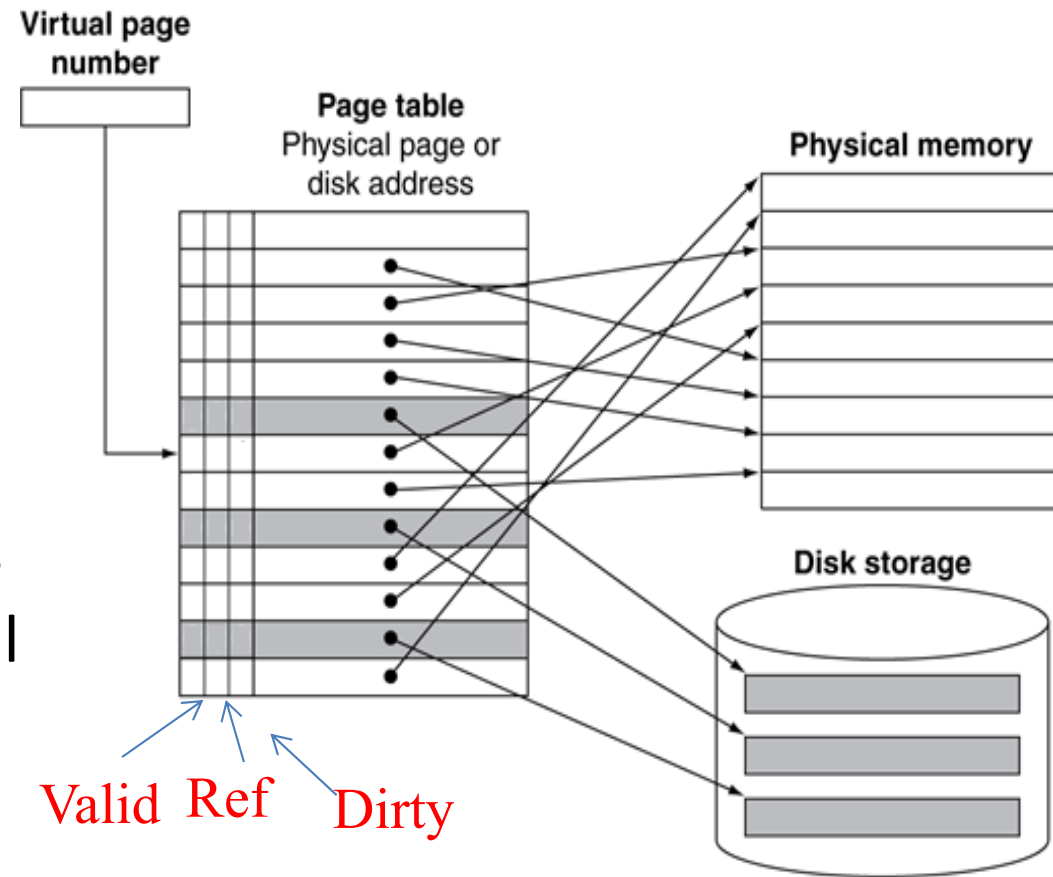 Virtual page
number
Page table
Physical page or
disk address
Physical memory
Disk storage
Valid Ref Dirty